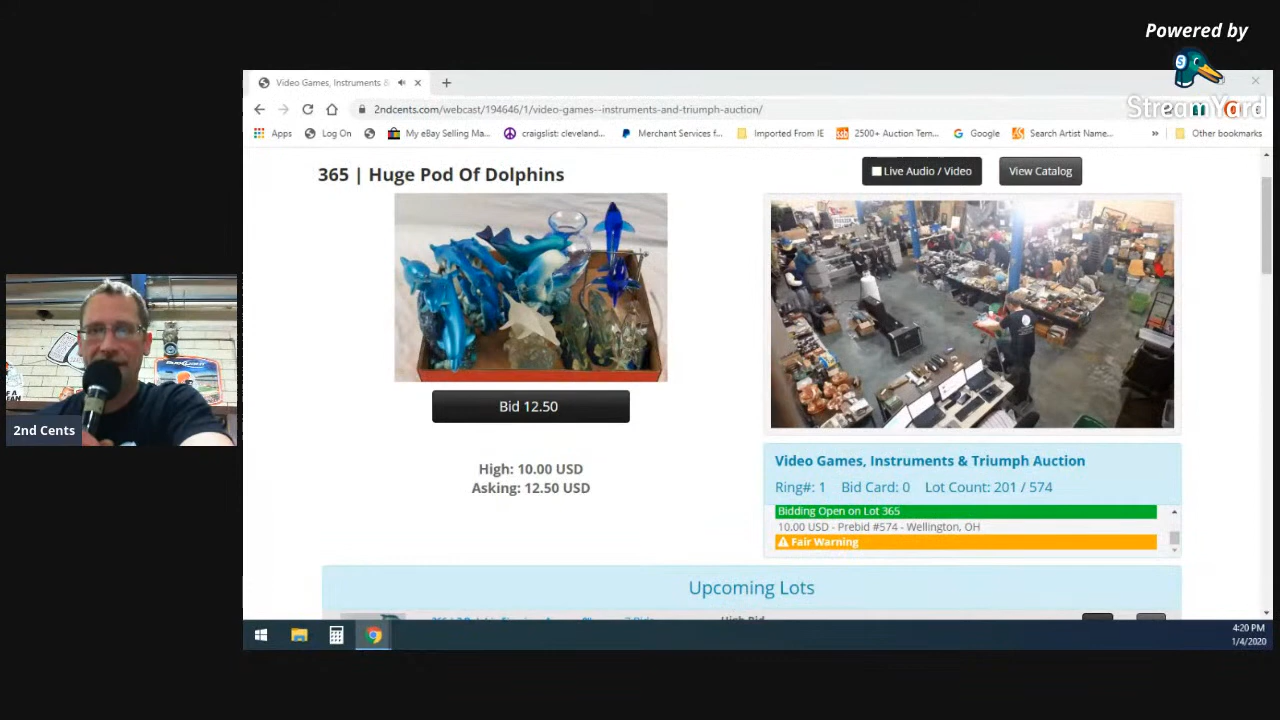 Powered by
StreamYard
Video Games, Instruments &
2ndcents.com/webcast/194646/1/video-games--instruments-and-triumph-auction/
Apps
Log On
My eBay Selling Ma...
craigslist: cleveland...
Merchant Services f...
Imported From IE
2500+ Auction Tem...
Google
Search Artist Name...
»
Other bookmarks
365 | Huge Pod Of Dolphins
Live Audio / Video
View Catalog
Bid 12.50
High: 10.00 USD
Asking: 12.50 USD
Video Games, Instruments & Triumph Auction
Ring#: 1 Bid Card: 0 Lot Count: 201 / 574
Bidding Open on Lot 365
10.00 USD - Prebid #574 - Wellington, OH
Fair Warning
Upcoming Lots
2nd Cents
4:20 PM
1/4/2020